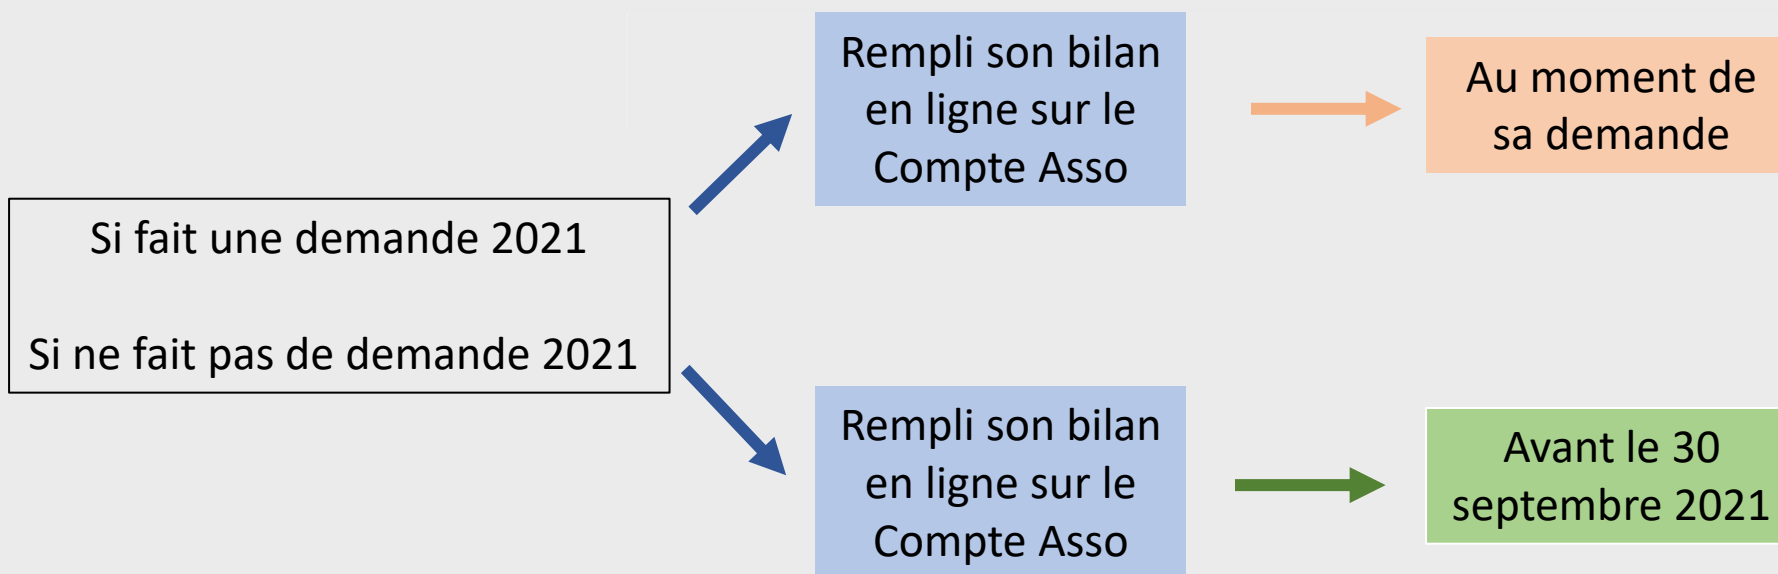 Si fait une demande 2021
Si ne fait pas de demande 2021
Rempli son bilan
en ligne sur le
Compte Asso
Au moment de
sa demande
Rempli son bilan
en ligne sur le
Compte Asso
Avant le 30
septembre 2021